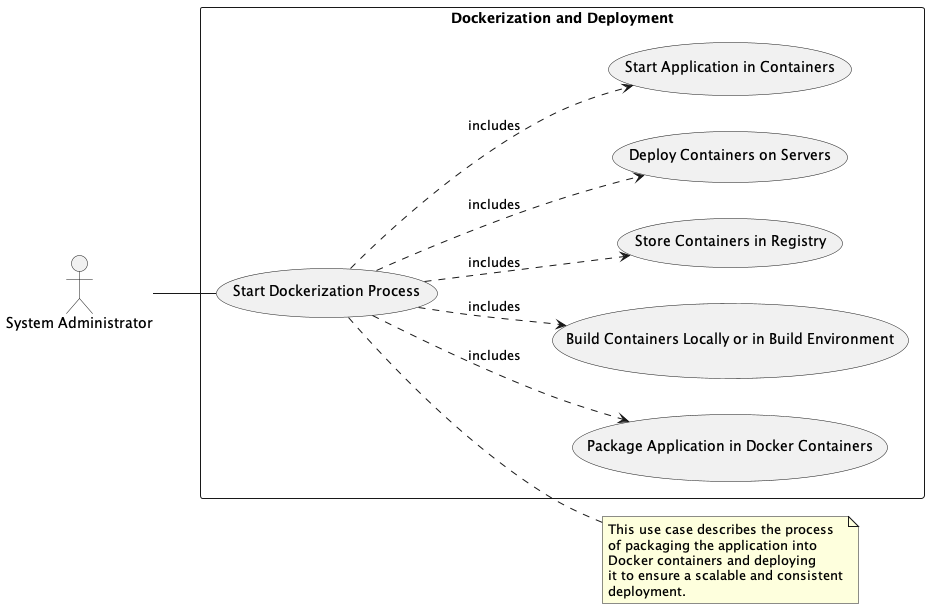 Dockerization and Deployment
Start Application in Containers
includes
Deploy Containers on Servers
includes
Store Containers in Registry
includes
Start Dockerization Process
System Administrator
includes
Build Containers Locally or in Build Environment
includes
Package Application in Docker Containers
This use case describes the process
of packaging the application into
Docker containers and deploying
it to ensure a scalable and consistent
deployment.